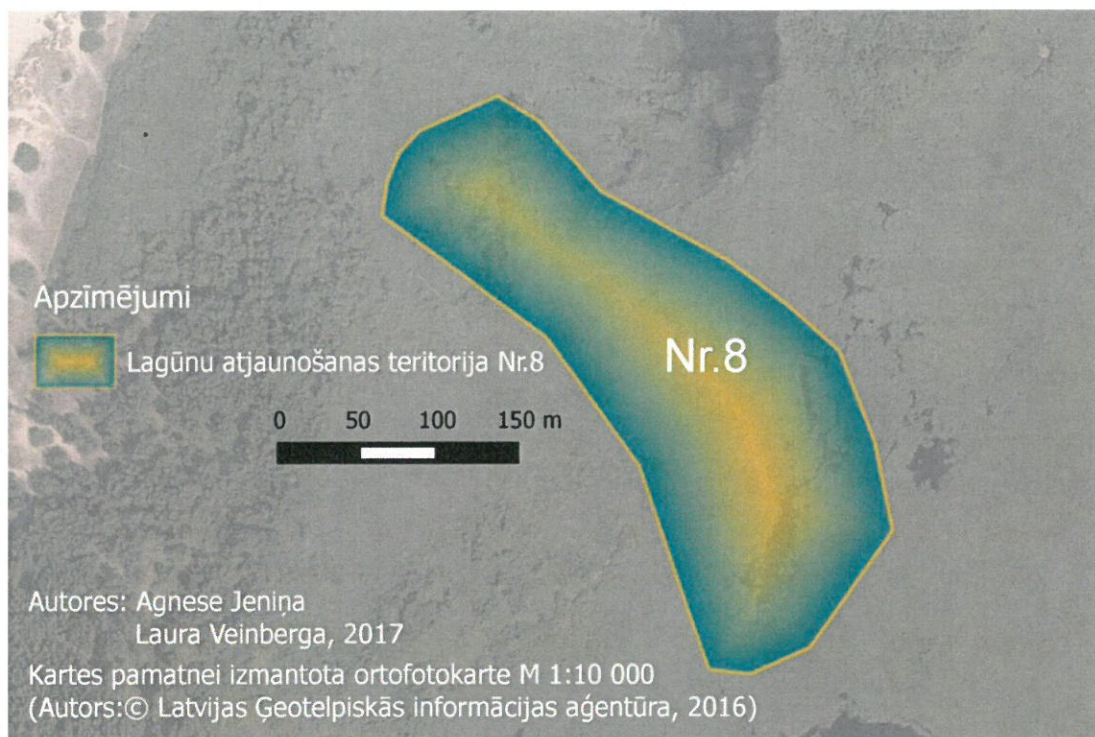 Nr.8
Apzīmējumi
Lagūnu atjaunošanas teritorija Nr.8
0 50 100 150 m
Autores: Agnese Jeniņa
Laura Veinberga, 2017
Kartes pamatnei izmantota ortofotokarte M 1:10 000
(Autors:© Latvijas Ģeotelpiskās informācijas aģentūra, 2016)